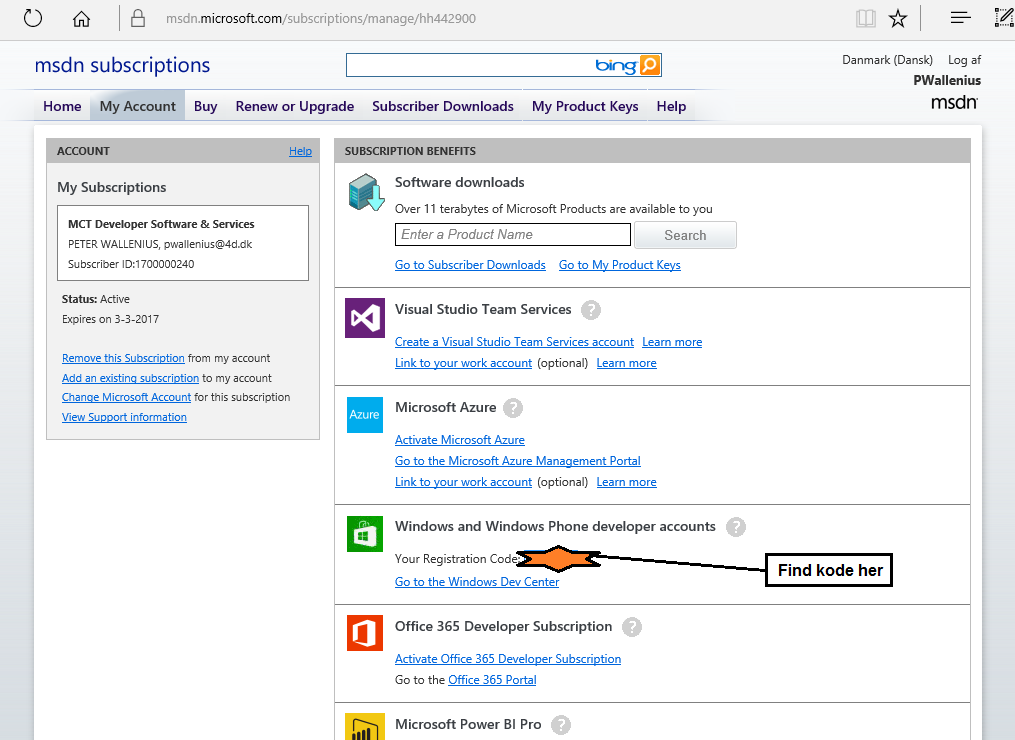 msdn.microsoft.com/subscriptions/manage/hh442900
msdn subscriptions
bing
Danmark (Dansk) Log af
PWallenius
msdn
Home My Account Buy Renew or Upgrade Subscriber Downloads My Product Keys Help
ACCOUNT Help
My Subscriptions
MCT Developer Software & Services
PETER WALLENIUS, pwallenius@4d.dk
Subscriber ID:1700000240
Status: Active
Expires on 3-3-2017
Remove this Subscription from my account
Add an existing subscription to my account
Change Microsoft Account for this subscription
View Support information
SUBSCRIPTION BENEFITS
Software downloads
Over 11 terabytes of Microsoft Products are available to you
Enter a Product Name Search
Go to Subscriber Downloads Go to My Product Keys
Visual Studio Team Services ?
Create a Visual Studio Team Services account Learn more
Link to your work account (optional) Learn more
Azure
Microsoft Azure ?
Activate Microsoft Azure
Go to the Microsoft Azure Management Portal
Link to your work account (optional) Learn more
Windows and Windows Phone developer accounts ?
Your Registration Code:
Find kode her
Go to the Windows Dev Center
Office 365 Developer Subscription ?
Activate Office 365 Developer Subscription
Go to the Office 365 Portal
Microsoft Power BI Pro ?